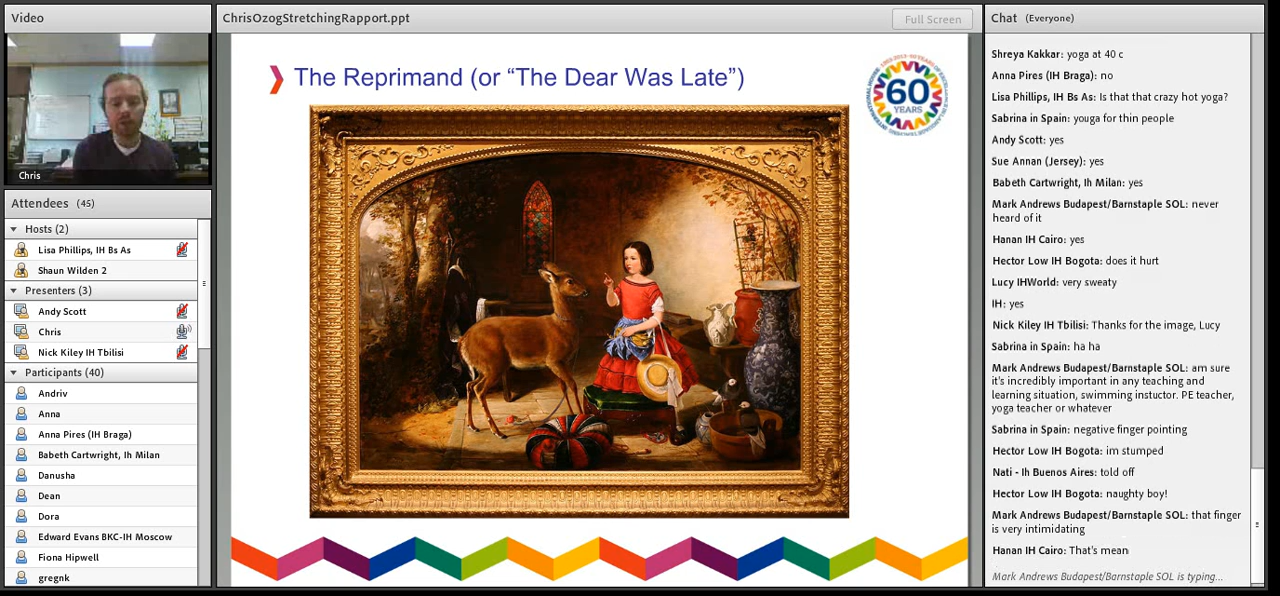 Video
Chris
Attendees (45)
Hosts (2)
Lisa Phillips, IH Bs As
Shaun Wilden 2
Presenters (3)
Andy Scott
Chris
Nick Kiley IH Tbilisi
Participants (40)
Andriv
Anna
Anna Pires (IH Braga)
Babeth Cartwright, Ih Milan
Danusha
Dean
Dora
Edward Evans BKC-IH Moscow
Fiona Hipwell
gregnk
ChrisOzogStretchingRapport.ppt
Full Screen
The Reprimand (or “The Dear Was Late”)
60
YEARS
Chat (Everyone)
Shreya Kakkar: yoga at 40 c
Anna Pires (IH Braga): no
Lisa Phillips, IH Bs As: Is that that crazy hot yoga?
Sabrina in Spain: youga for thin people
Andy Scott: yes
Sue Annan (Jersey): yes
Babeth Cartwright, Ih Milan: yes
Mark Andrews Budapest/Barnstaple SOL: never
heard of it
Hanan IH Cairo: yes
Hector Low IH Bogota: does it hurt
Lucy IHWorld: very sweaty
IH: yes
Nick Kiley IH Tbilisi: Thanks for the image, Lucy
Sabrina in Spain: ha ha
Mark Andrews Budapest/Barnstaple SOL: am sure
it's incredibly important in any teaching and
learning situation, swimming instuctor. PE teacher,
yoga teacher or whatever
Sabrina in Spain: negative finger pointing
Hector Low IH Bogota: im stumped
Nati - Ih Buenos Aires: told off
Hector Low IH Bogota: naughty boy!
Mark Andrews Budapest/Barnstaple SOL: that finger
is very intimidating
Hanan IH Cairo: That's mean
Mark Andrews Budapest/Barnstaple SOL is typing...